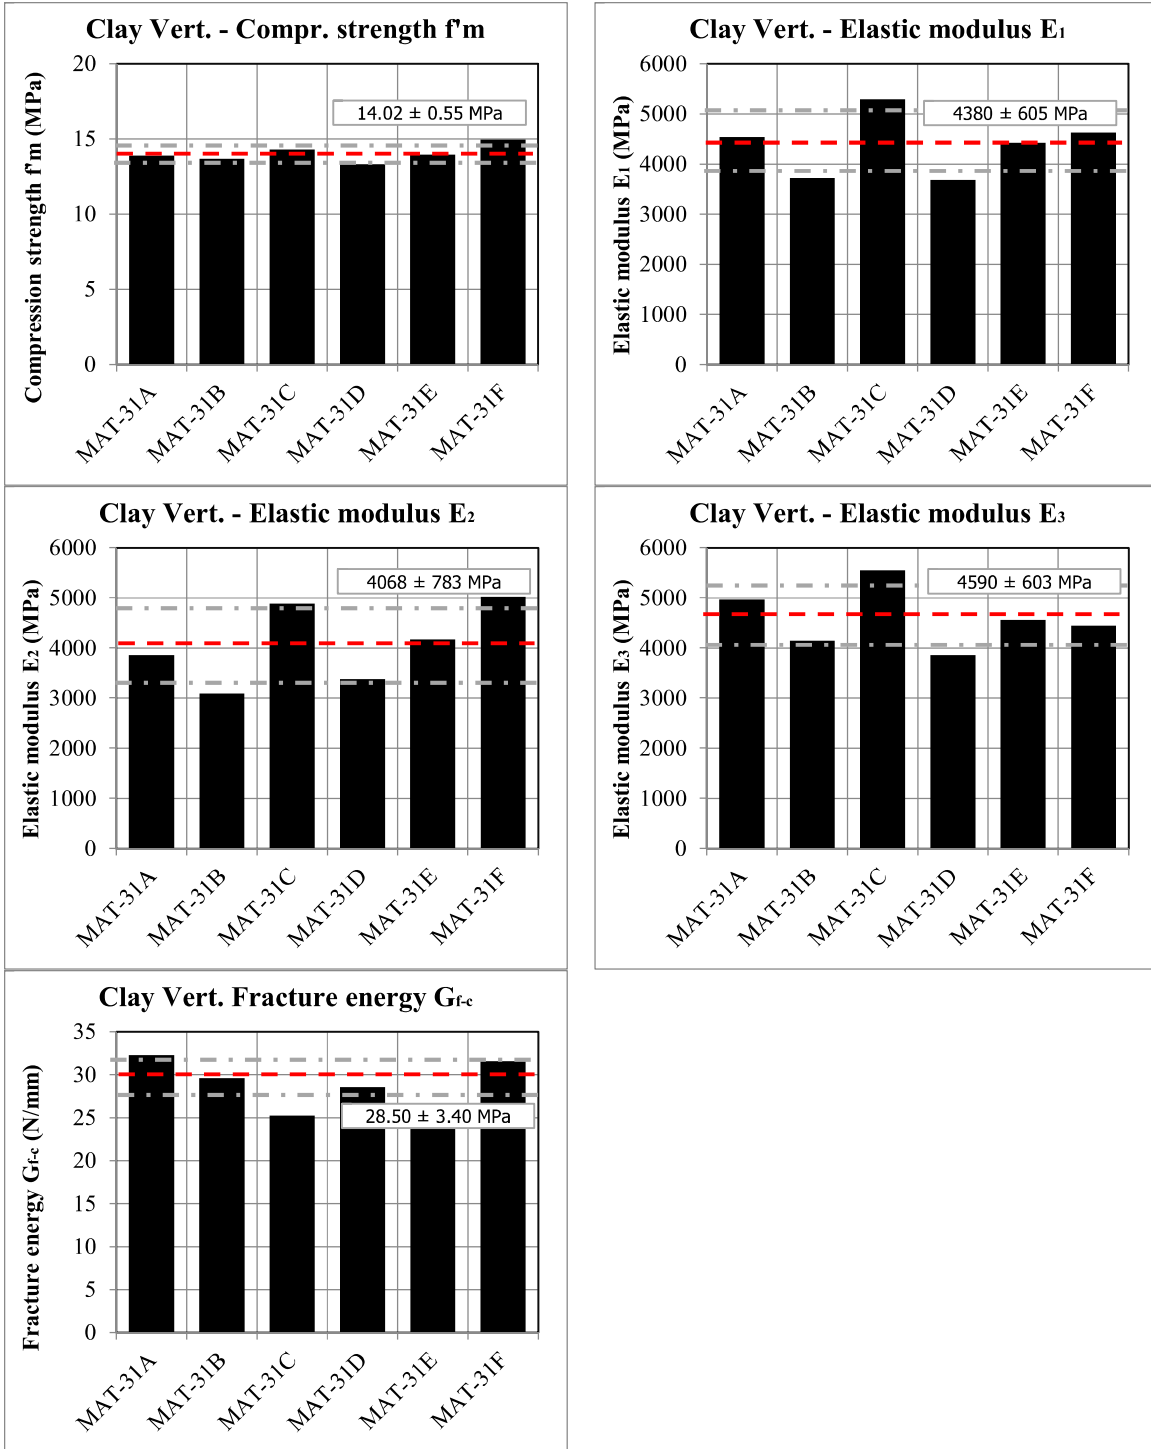 Clay Vert. - Compr. strength f'm
Compression strength f'm (MPa)
20
15
10
5
0
14.02 ± 0.55 MPa
MAT-31A
MAT-31B
MAT-31C
MAT-31D
MAT-31E
MAT-31F
Clay Vert. - Elastic modulus E1
Elastic modulus E1 (MPa)
6000
5000
4000
3000
2000
1000
0
4380 ± 605 MPa
MAT-31A
MAT-31B
MAT-31C
MAT-31D
MAT-31E
MAT-31F
Clay Vert. - Elastic modulus E2
Elastic modulus E2 (MPa)
6000
5000
4000
3000
2000
1000
0
4068 ± 783 MPa
MAT-31A
MAT-31B
MAT-31C
MAT-31D
MAT-31E
MAT-31F
Clay Vert. - Elastic modulus E3
Elastic modulus E3 (MPa)
6000
5000
4000
3000
2000
1000
0
4590 ± 603 MPa
MAT-31A
MAT-31B
MAT-31C
MAT-31D
MAT-31E
MAT-31F
Clay Vert. Fracture energy Gf-c
Fracture energy Gf-c (N/mm)
35
30
25
20
15
10
5
0
28.50 ± 3.40 MPa
MAT-31A
MAT-31B
MAT-31C
MAT-31D
MAT-31E
MAT-31F